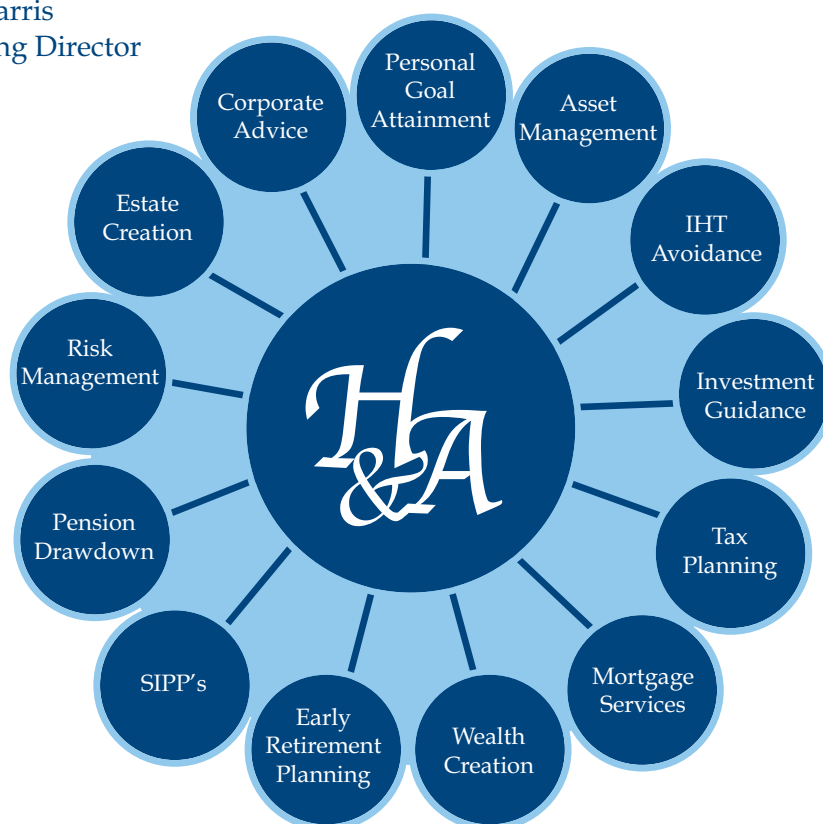 arris
ng Director
Personal
Goal
Attainment
Asset
Management
IHT
Avoidance
Investment
Guidance
Tax
Planning
Mortgage
Services
Wealth
Creation
Early
Retirement
Planning
SIPP's
Pension
Drawdown
Risk
Management
Estate
Creation
Corporate
Advice
H&A